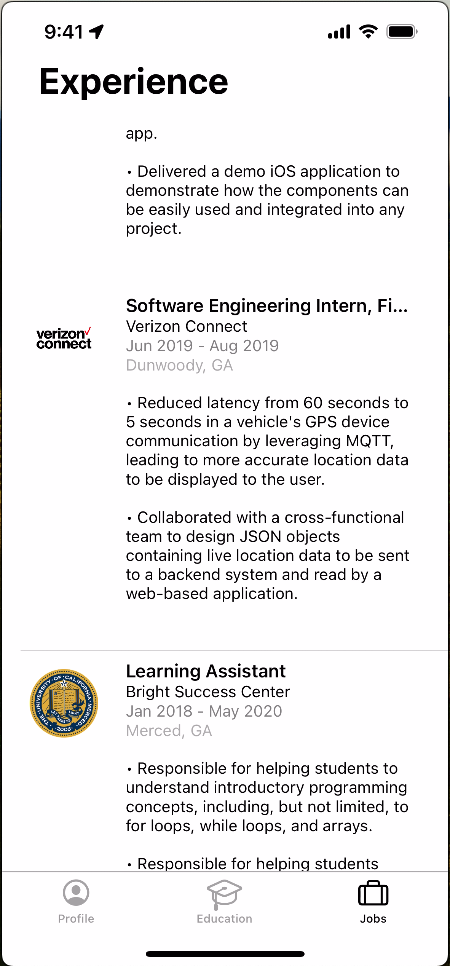 9:41
Experience
app.
• Delivered a demo iOS application to
demonstrate how the components can
be easily used and integrated into any
project.
Software Engineering Intern, Fi...
verizon✓
connect
Verizon Connect
Jun 2019 - Aug 2019
Dunwoody, GA
• Reduced latency from 60 seconds to
5 seconds in a vehicle's GPS device
communication by leveraging MQTT,
leading to more accurate location data
to be displayed to the user.
• Collaborated with a cross-functional
team to design JSON objects
containing live location data to be sent
to a backend system and read by a
web-based application.
Learning Assistant
Bright Success Center
Jan 2018 - May 2020
Merced, GA
• Responsible for helping students to
understand introductory programming
concepts, including, but not limited, to
for loops, while loops, and arrays.
• Responsible for helping students
Profile
Education
Jobs